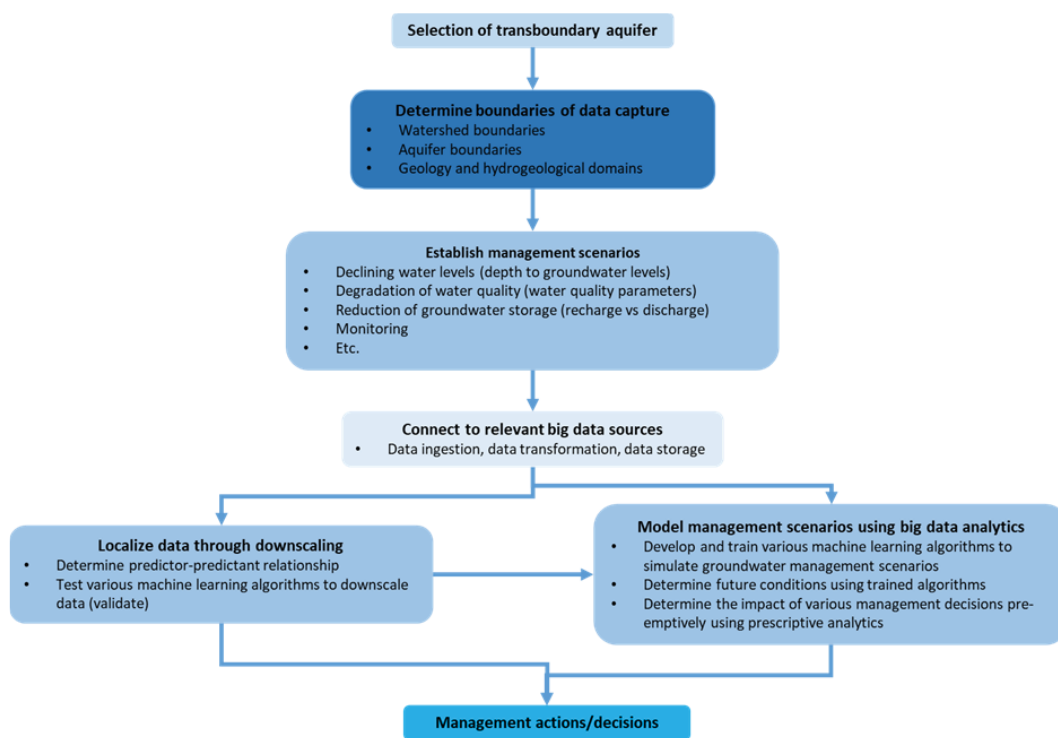 Selection of transboundary aquifer
Determine boundaries of data capture
• Watershed boundaries
• Aquifer boundaries
• Geology and hydrogeological domains
Establish management scenarios
• Declining water levels (depth to groundwater levels)
• Degradation of water quality (water quality parameters)
• Reduction of groundwater storage (recharge vs discharge)
• Monitoring
• Etc.
Connect to relevant big data sources
• Data ingestion, data transformation, data storage
Localize data through downscaling
• Determine predictor-predictant relationship
• Test various machine learning algorithms to downscale
data (validate)
Model management scenarios using big data analytics
• Develop and train various machine learning algorithms to
simulate groundwater management scenarios
• Determine future conditions using trained algorithms
• Determine the impact of various management decisions pre-
emptively using prescriptive analytics
Management actions/decisions